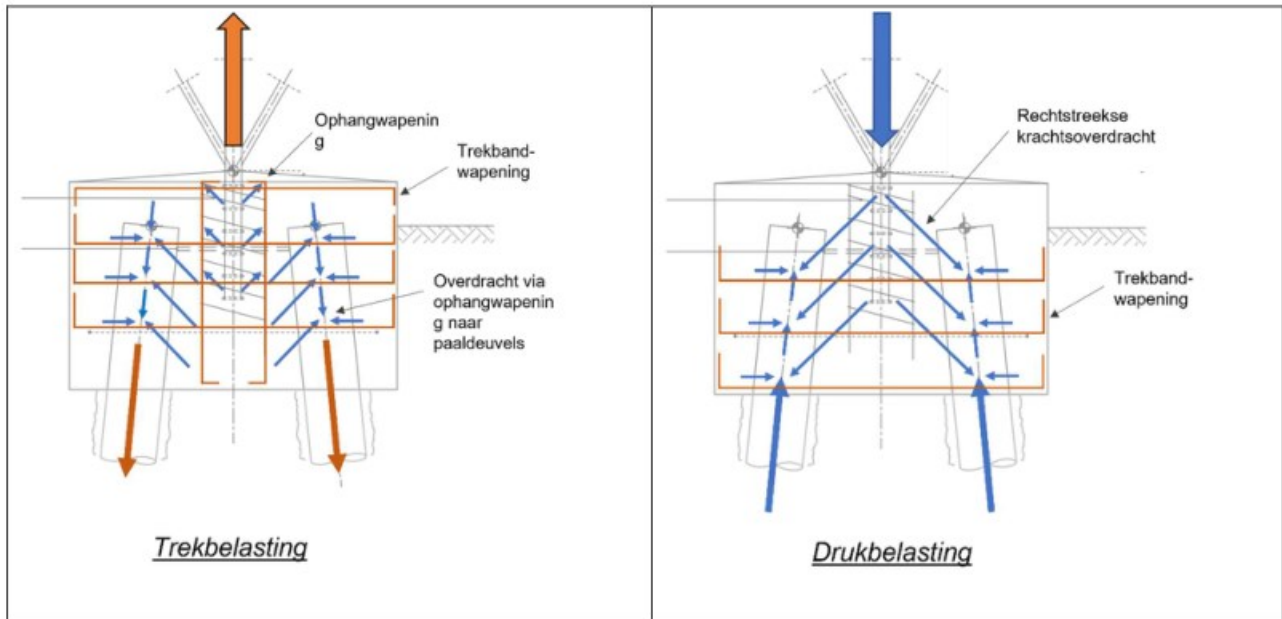 Ophangwapenin
g
Trekband-
wapening
Overdracht via
ophangwapenin
g naar
paaldeuvels
Trekbelasting
Rechtstreekse
krachtsoverdracht
Trekband-
wapening
Drukbelasting